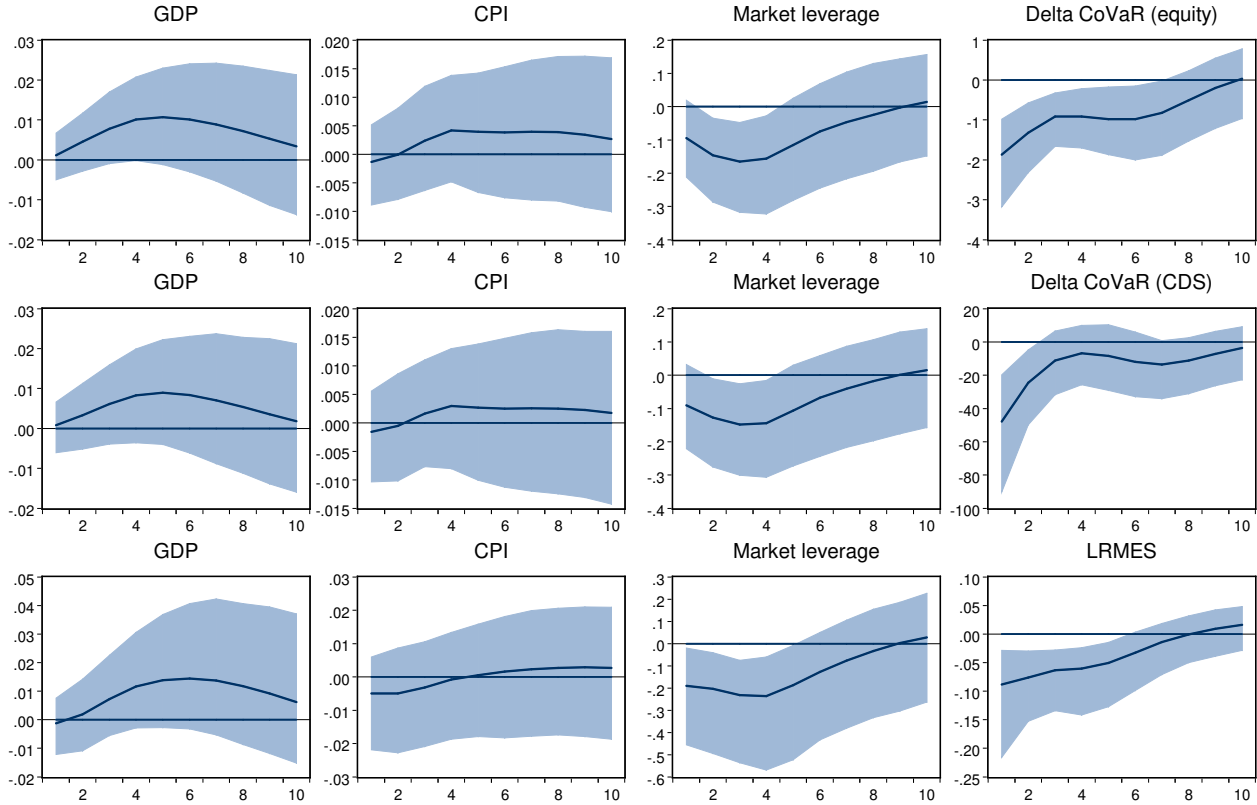 GDP CPI Market leverage Delta CoVaR (equity)
.03 .020 .2 1
.02 .015 .1 0
.01 .010 .0 -1
.00 .005 -.1 -2
-.01 .000 -.2 -3
-.02 -.005 -.3 -4
-.010 -.4
-.015
2 4 6 8 10 2 4 6 8 10 2 4 6 8 10 2 4 6 8 10
GDP CPI Market leverage Delta CoVaR (CDS)
.03 .020 .2 20
.02 .015 .1 0
.01 .010 .0 -20
.00 .005 -.1 -40
-.01 .000 -.2 -60
-.02 -.005 -.3 -80
-.010 -.4 -100
-.015
2 4 6 8 10 2 4 6 8 10 2 4 6 8 10 2 4 6 8 10
GDP CPI Market leverage LRMES
.05 .03 .3 .10
.04 .02 .2 .05
.03 .01 .1 .00
.02 .00 .0 -.05
.01 -.01 -.1 -.10
.00 -.02 -.2 -.15
-.01 -.03 -.3 -.20
-.02 -.4 -.25
-.5
-.6
2 4 6 8 10 2 4 6 8 10 2 4 6 8 10 2 4 6 8 10